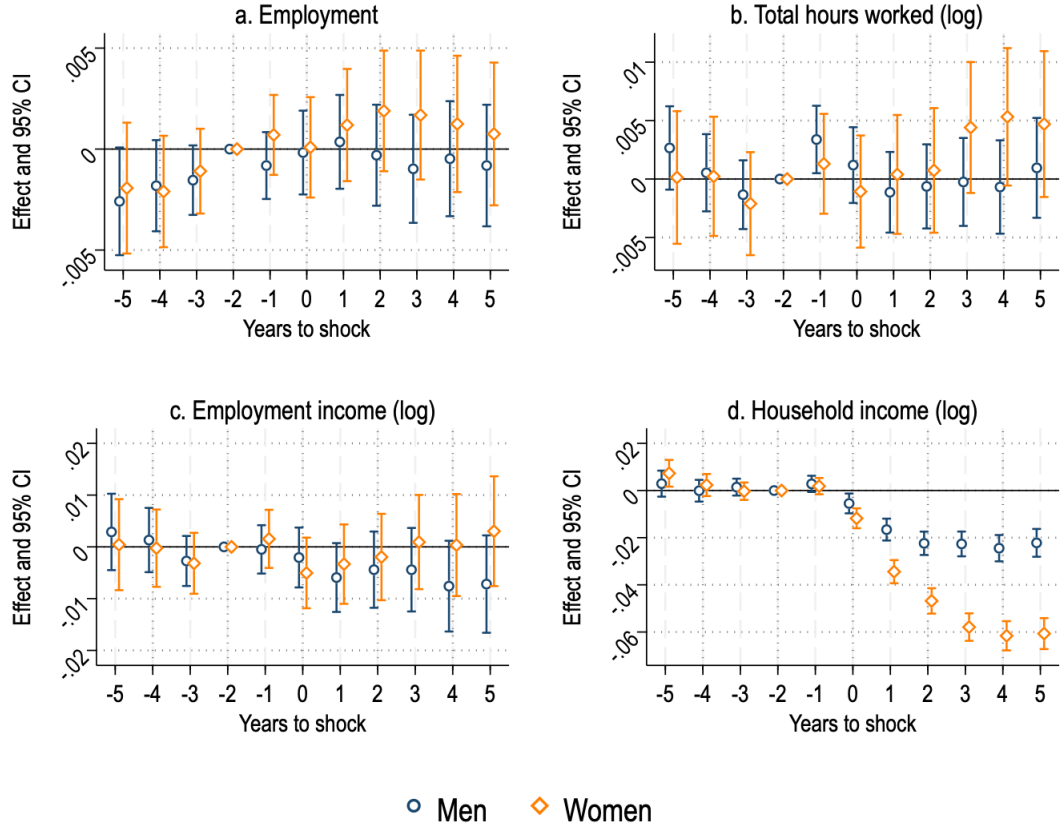 a. Employment
Effect and 95% CI
.005
0
-.005
-5 -4 -3 -2 -1 0 1 2 3 4 5
Years to shock
b. Total hours worked (log)
Effect and 95% CI
.01
.005
0
-.005
-5 -4 -3 -2 -1 0 1 2 3 4 5
Years to shock
c. Employment income (log)
Effect and 95% CI
.02
.01
0
-.01
-.02
-5 -4 -3 -2 -1 0 1 2 3 4 5
Years to shock
d. Household income (log)
Effect and 95% CI
.02
0
-.02
-.04
-.06
-5 -4 -3 -2 -1 0 1 2 3 4 5
Years to shock
Men Women